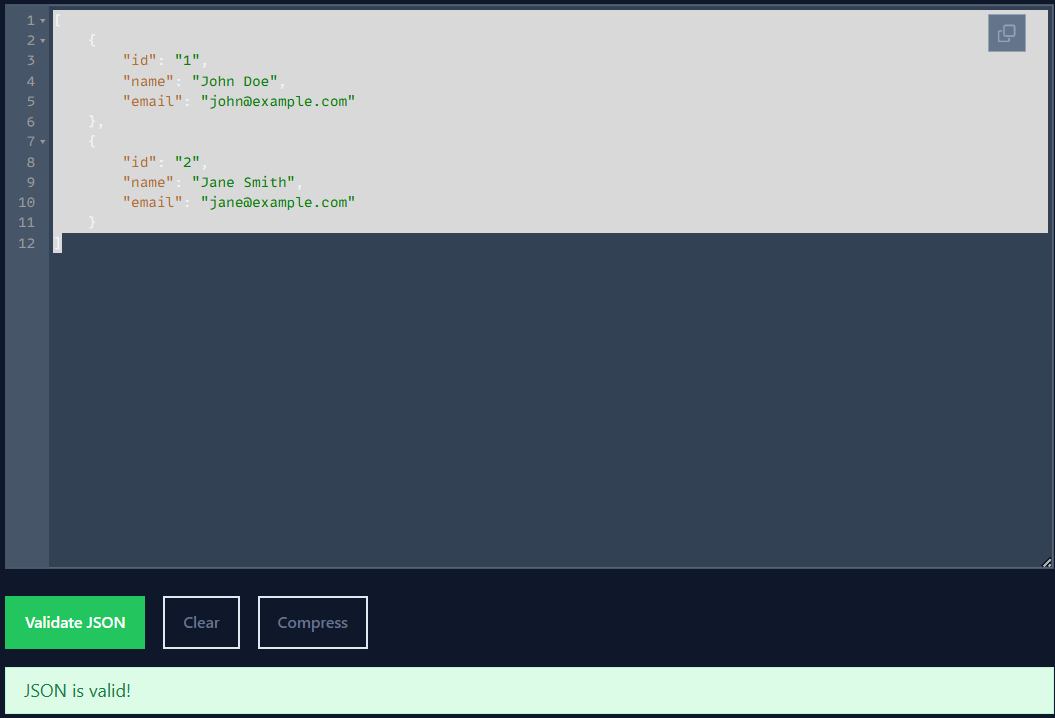 1 [
2 {
3 "id": "1",
4 "name": "John Doe",
5 "email": "john@example.com"
6 },
7 {
8 "id": "2",
9 "name": "Jane Smith",
10 "email": "jane@example.com"
11 }
12 ]
Validate JSON Clear Compress
JSON is valid!